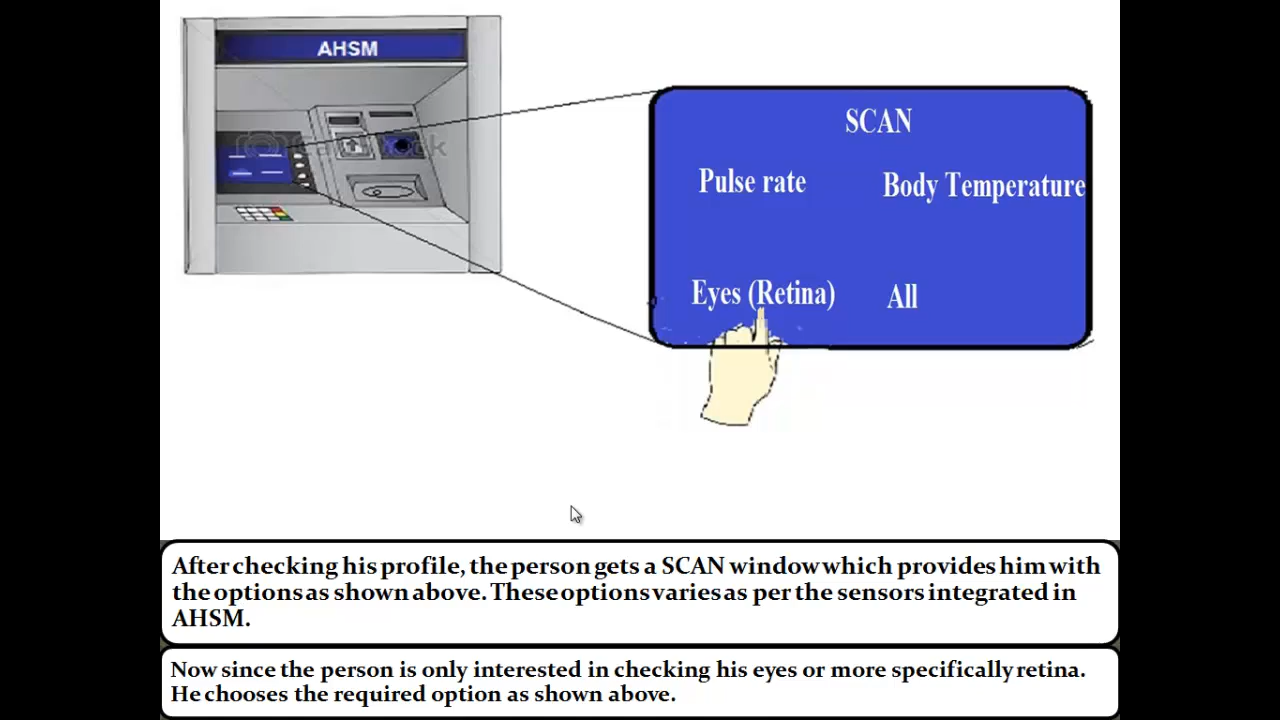 AHSM
SCAN
Pulse rate
Body Temperature
Eyes (Retina)
All
After checking his profile, the person gets a SCAN window which provides him with
the options as shown above. These options varies as per the sensors integrated in
AHSM.
Now since the person is only interested in checking his eyes or more specifically retina.
He chooses the required option as shown above.